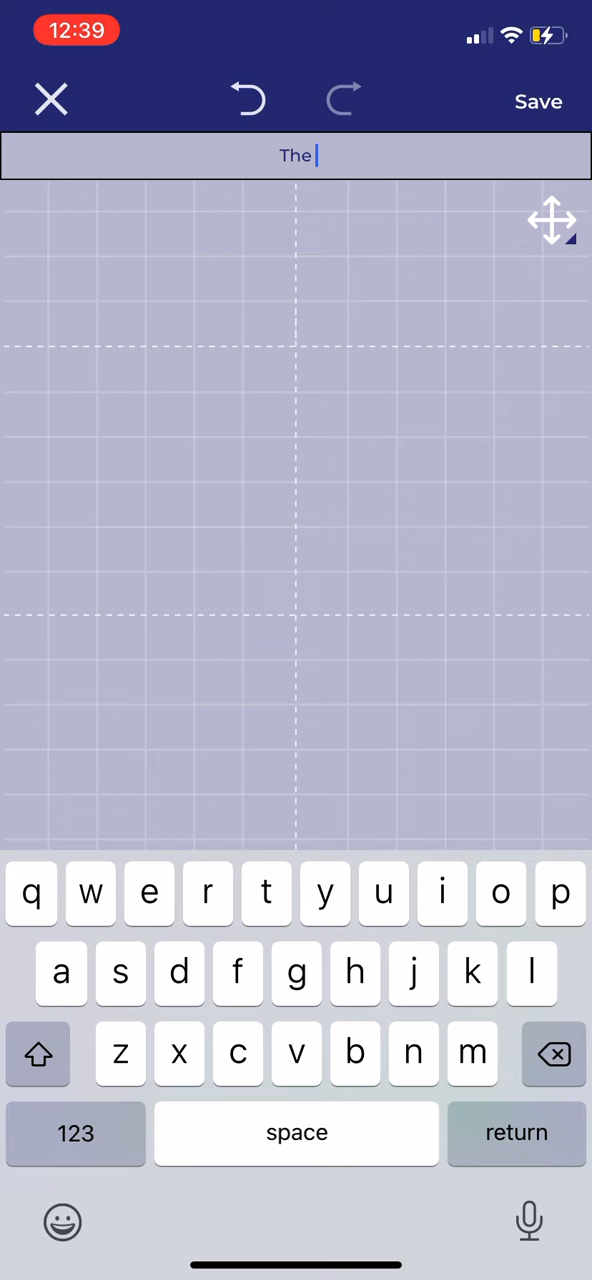 12:39
Save
The
q w e r t y u i o p
a s d f g h j k l
z x c v b n m
123 space return